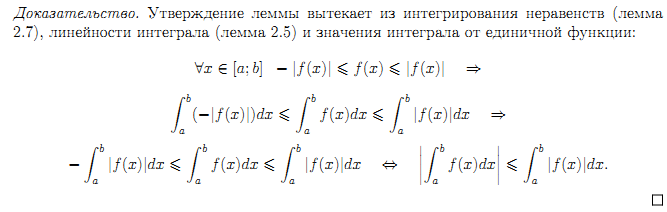 Доказательство. Утверждение леммы вытекает из интегрирования неравенств (лемма
2.7), линейности интеграла (лемма 2.5) и значения интеграла от единичной функции:
∀x ∈ [a; b] −|f(x)| ⩽ f(x) ⩽ |f(x)| ⇒
∫_a^b (−|f(x)|)dx ⩽ ∫_a^b f(x)dx ⩽ ∫_a^b |f(x)|dx ⇒
− ∫_a^b |f(x)|dx ⩽ ∫_a^b f(x)dx ⩽ ∫_a^b |f(x)|dx ⇔ |∫_a^b f(x)dx| ⩽ ∫_a^b |f(x)|dx.
□